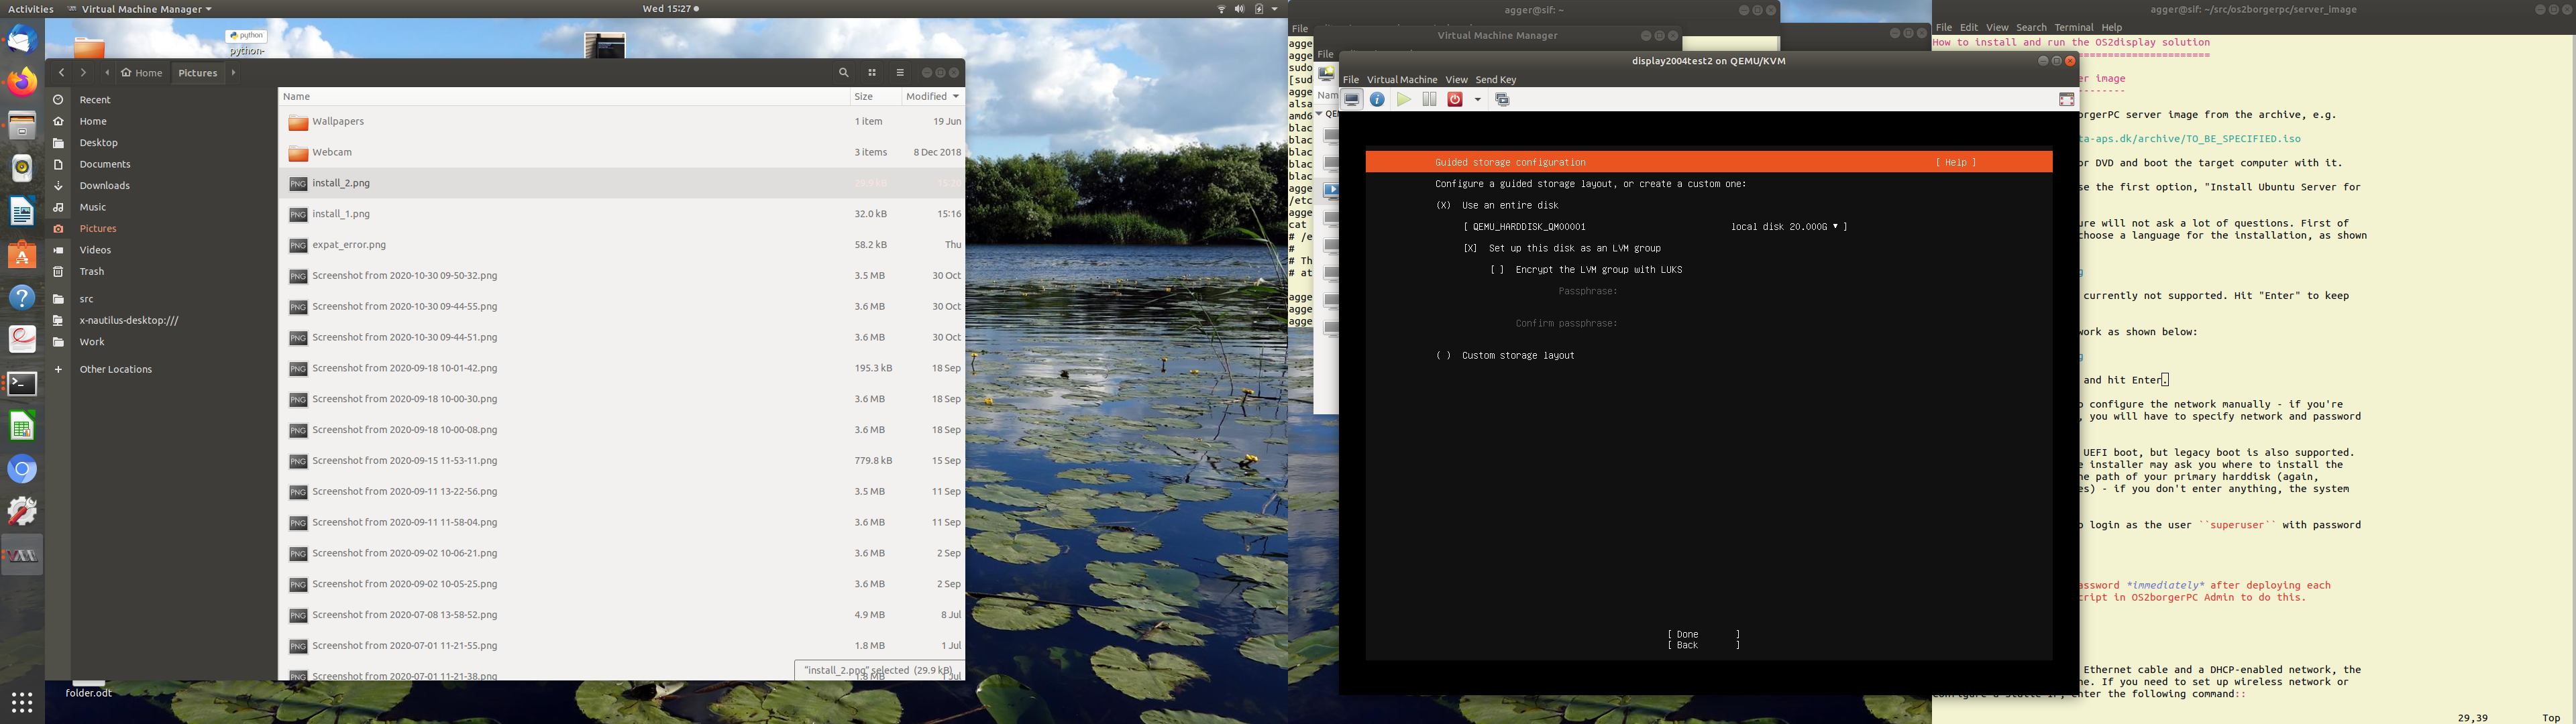 Activities
Virtual Machine Manager
Wed 15:27
python
python-
folder.odt
Home
Pictures
Recent
Home
Desktop
Documents
Downloads
Music
Pictures
Videos
Trash
src
x-nautilus-desktop:///
Work
Other Locations
Name Size Modified
Wallpapers 1 item 19 Jun
Webcam 3 items 8 Dec 2018
install_2.png 29.9 kB
install_1.png 32.0 kB 15:16
expat_error.png 58.2 kB Thu
Screenshot from 2020-10-30 09-50-32.png 3.5 MB 30 Oct
Screenshot from 2020-10-30 09-44-55.png 3.6 MB 30 Oct
Screenshot from 2020-10-30 09-44-51.png 3.6 MB 30 Oct
Screenshot from 2020-09-18 10-01-42.png 195.3 kB 18 Sep
Screenshot from 2020-09-18 10-00-30.png 3.6 MB 18 Sep
Screenshot from 2020-09-18 10-00-08.png 3.6 MB 18 Sep
Screenshot from 2020-09-15 11-53-11.png 779.8 kB 15 Sep
Screenshot from 2020-09-11 13-22-56.png 3.5 MB 11 Sep
Screenshot from 2020-09-11 11-58-04.png 3.6 MB 11 Sep
Screenshot from 2020-09-02 10-06-21.png 3.6 MB 2 Sep
Screenshot from 2020-09-02 10-05-25.png 3.6 MB 2 Sep
Screenshot from 2020-07-08 13-58-52.png 4.9 MB 8 Jul
Screenshot from 2020-07-01 11-21-55.png 1.8 MB 1 Jul
Screenshot from 2020-07-01 11-21-38.png 1.8 MB 1 Jul
"install_2.png" selected (29.9 kB)
agger@sif: ~
File
agge
agge
sudo
[sud
agge
alsa
amd6
blac
blac
blac
blac
blac
agge
/etc
agge
cat
# /e
#
# Th
# at
agge
agge
agge
Virtual Machine Manager
File
Nam
QE
display2004test2 on QEMU/KVM
File Virtual Machine View Send Key
Guided storage configuration [ Help ]
Configure a guided storage layout, or create a custom one:
(X) Use an entire disk
[ QEMU_HARDDISK_QM00001 local disk 20.000G ▾ ]
[X] Set up this disk as an LVM group
[ ] Encrypt the LVM group with LUKS
Passphrase:
Confirm passphrase:
( ) Custom storage layout
[ Done ]
[ Back ]
agger@sif: ~/src/os2borgerpc/server_image
File Edit View Search Terminal Help
How to install and run the OS2display solution
=====================
er image
--------
orgerPC server image from the archive, e.g.
ta-aps.dk/archive/TO_BE_SPECIFIED.iso
or DVD and boot the target computer with it.
se the first option, "Install Ubuntu Server for
ure will not ask a lot of questions. First of
choose a language for the installation, as shown
g
currently not supported. Hit "Enter" to keep
work as shown below:
g
and hit Enter.
o configure the network manually - if you're
, you will have to specify network and password
UEFI boot, but legacy boot is also supported.
e installer may ask you where to install the
he path of your primary harddisk (again,
es) - if you don't enter anything, the system
o login as the user ``superuser`` with password
assword *immediately* after deploying each
cript in OS2borgerPC Admin to do this.
Ethernet cable and a DHCP-enabled network, the
ne. If you need to set up wireless network or
configure a static IP, enter the following command::
29,39 Top